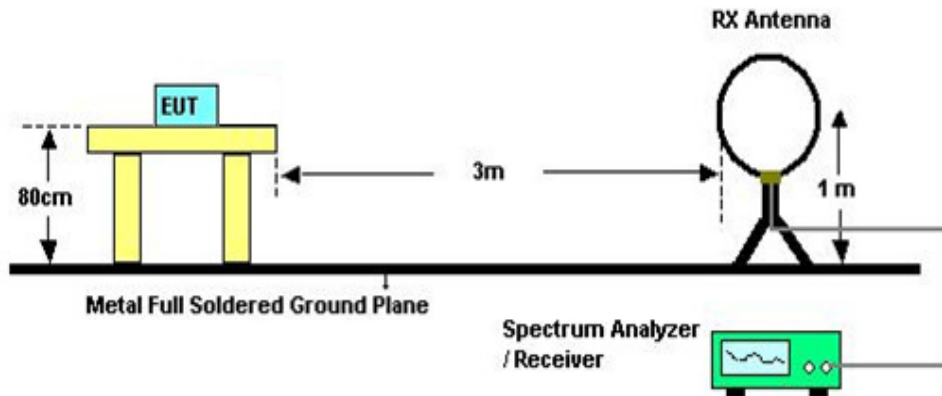 RX Antenna
EUT
3m
80cm
1 m
Metal Full Soldered Ground Plane
Spectrum Analyzer
/ Receiver